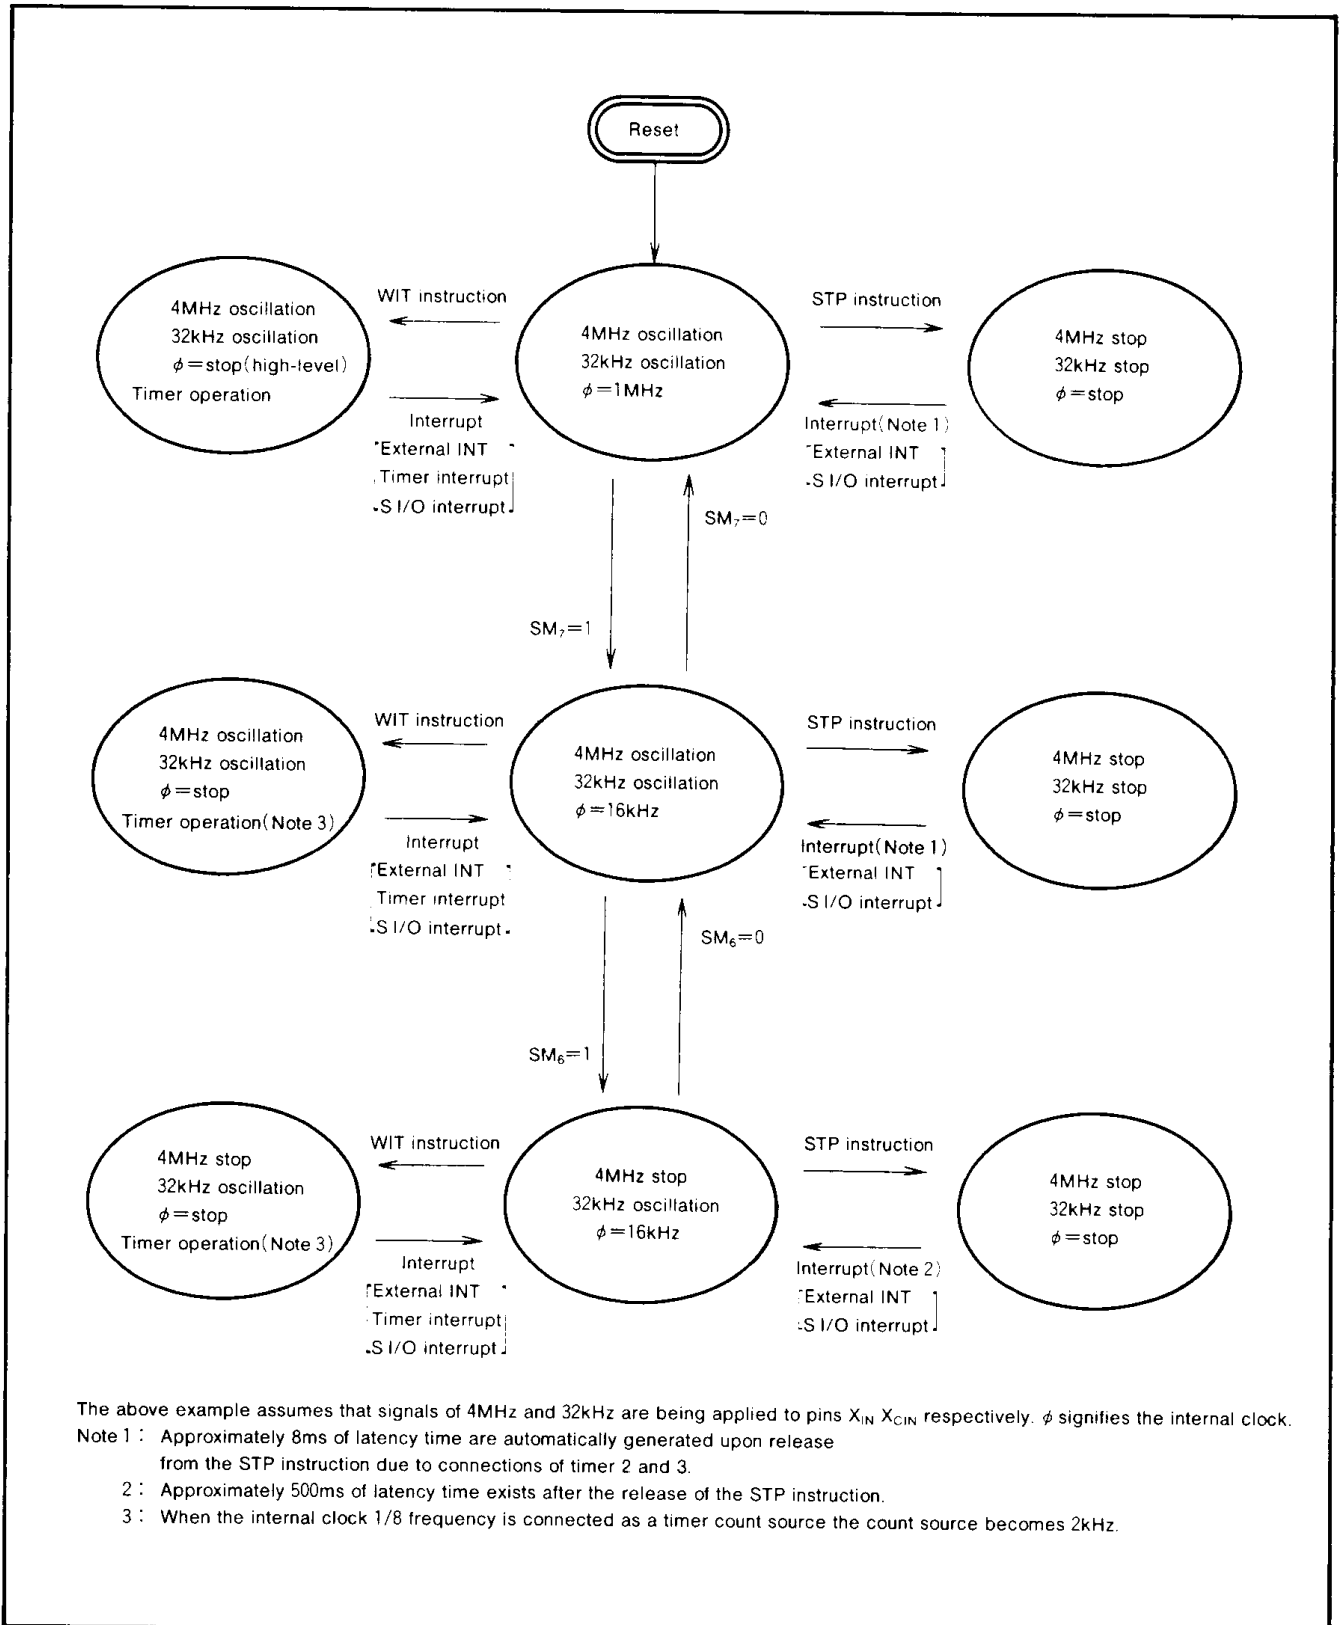 Reset
WIT instruction
STP instruction
4MHz oscillation
32kHz oscillation
φ=stop(high-level)
Timer operation
4MHz oscillation
32kHz oscillation
φ=1MHz
4MHz stop
32kHz stop
φ=stop
Interrupt
External INT
Timer interrupt
S I/O interrupt
Interrupt(Note 1)
External INT
S I/O interrupt
SM₇=0
SM₇=1
WIT instruction
STP instruction
4MHz oscillation
32kHz oscillation
φ=stop
Timer operation(Note 3)
4MHz oscillation
32kHz oscillation
φ=16kHz
4MHz stop
32kHz stop
φ=stop
Interrupt
External INT
Timer interrupt
S I/O interrupt
Interrupt(Note 1)
External INT
S I/O interrupt
SM₆=0
SM₆=1
WIT instruction
STP instruction
4MHz stop
32kHz oscillation
φ=stop
Timer operation(Note 3)
4MHz stop
32kHz oscillation
φ=16kHz
4MHz stop
32kHz stop
φ=stop
Interrupt
External INT
Timer interrupt
S I/O interrupt
Interrupt(Note 2)
External INT
S I/O interrupt
The above example assumes that signals of 4MHz and 32kHz are being applied to pins X_IN X_CIN respectively. φ signifies the internal clock.
Note 1 : Approximately 8ms of latency time are automatically generated upon release
from the STP instruction due to connections of timer 2 and 3.
2 : Approximately 500ms of latency time exists after the release of the STP instruction.
3 : When the internal clock 1/8 frequency is connected as a timer count source the count source becomes 2kHz.